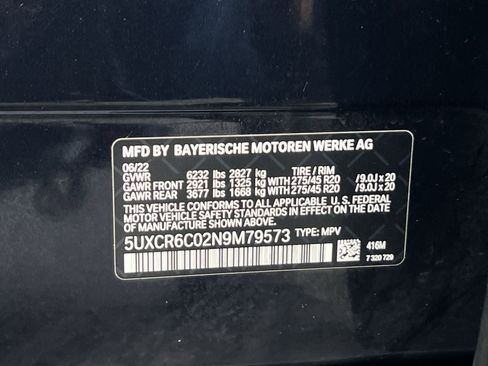 MFD BY BAYERISCHE MOTOREN WERKE AG
06/22
GVWR 6232 lbs 2827 kg TIRE / RIM
GAWR FRONT 2921 lbs 1325 kg WITH 275/45 R20 /9.0J x 20
GAWR REAR 3677 lbs 1668 kg WITH 275/45 R20 /9.0J x 20
THIS VEHICLE CONFORMS TO ALL APPLICABLE U.S. FEDERAL
MOTOR VEHICLE SAFETY AND THEFT PREVENTION STANDARDS
IN EFFECT ON THE DATE OF MANUFACTURE SHOWN ABOVE.
5UXCR6C02N9M79573 TYPE: MPV 416M
7 320 729